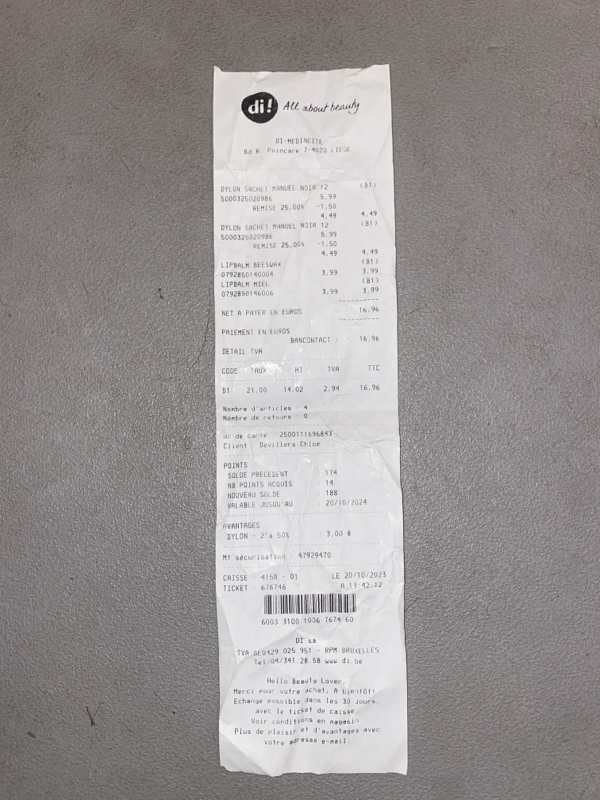 di! All about beauty
DI-MEDIACITE
Bd R. Poincare 7-4020 LIEGE
DYLON SACHET MANUEL NOIR 12 (B1)
5000325020986 5,99
REMISE 25.00% -1,50
4,49 4,49
DYLON SACHET MANUEL NOIR 12 (B1)
5000325020986 5,99
REMISE 25.00% -1,50
4,49 4,49
LIPBALM BEESWAX (B1)
0792850140004 3,99 3,99
LIPBALM MIEL (B1)
0792850146006 3,99 3,99
NET A PAYER EN EUROS 16,96
PAIEMENT EN EUROS
BANCONTACT : 16,96
DETAIL TVA
CODE TAUX HT TVA TTC
B1 21.00 14.02 2.94 16.96
Nombre d'articles : 4
Nombre de retours : 0
No de carte 2500111696843
Client : Devillers Chloe
POINTS
SOLDE PRECEDENT : 174
NB POINTS ACQUIS : 14
NOUVEAU SOLDE : 188
VALABLE JUSQU'AU : 20/10/2024
AVANTAGES
DYLON - 2°à 50% : 3,00 €
Mt sécurisation 47929470
CAISSE : 4158 - 01 LE 20/10/2023
TICKET : 676746 A 13:42:12
6003 3100 1006 7674 60
DI sa
TVA BE0429.025.951 - RPM BRUXELLES
Tel 04/341.28.68 www.di.be
Hello Beauty Lover,
Merci pour votre achat. A bientôt!
Echange possible dans les 30 jours,
avec le ticket de caisse.
Voir conditions en magasin
Plus de plaisir et d'avantages avec
votre adresse e-mail.